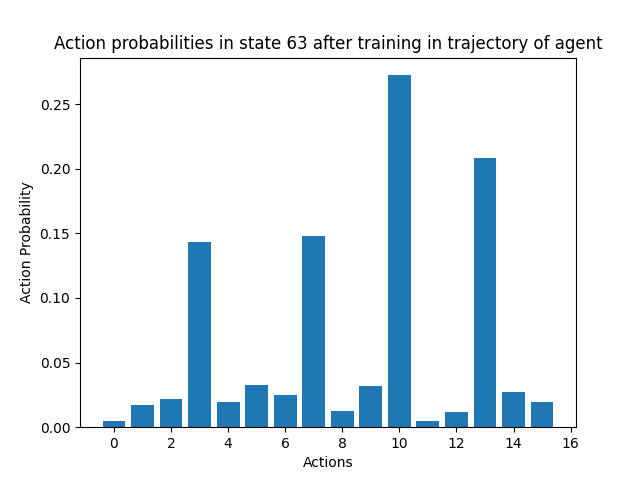 Action probabilities in state 63 after training in trajectory of agent
0.25
0.20
0.15
0.10
0.05
0.00
Action Probability
0 2 4 6 8 10 12 14 16
Actions